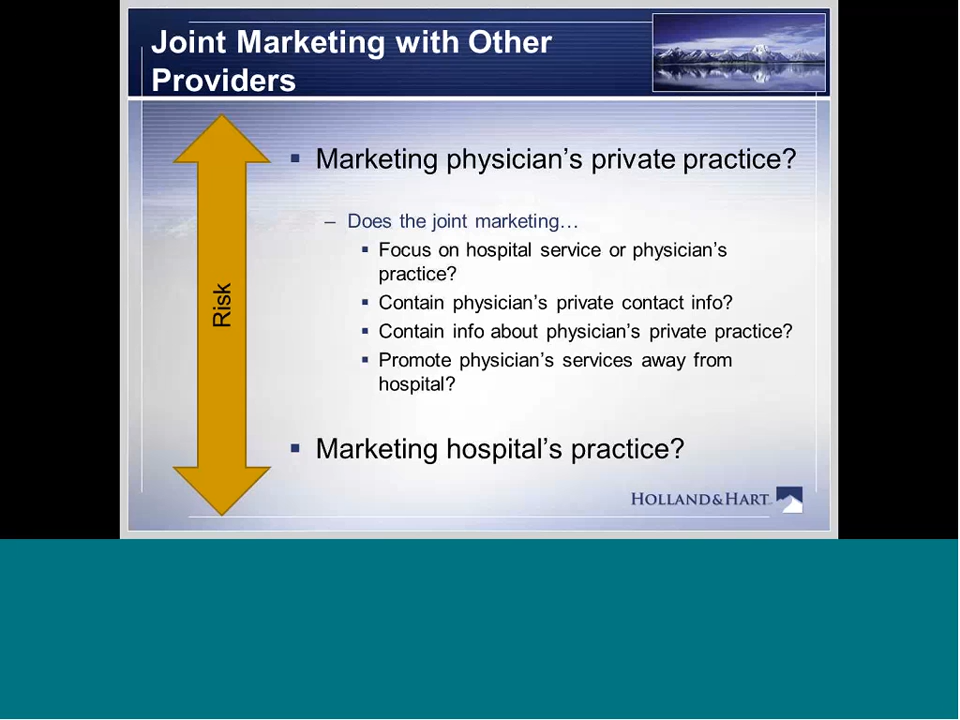 Joint Marketing with Other
Providers
▪ Marketing physician’s private practice?
– Does the joint marketing…
▪ Focus on hospital service or physician’s
practice?
▪ Contain physician’s private contact info?
▪ Contain info about physician’s private practice?
▪ Promote physician’s services away from
hospital?
Risk
▪ Marketing hospital’s practice?
HOLLAND&HART